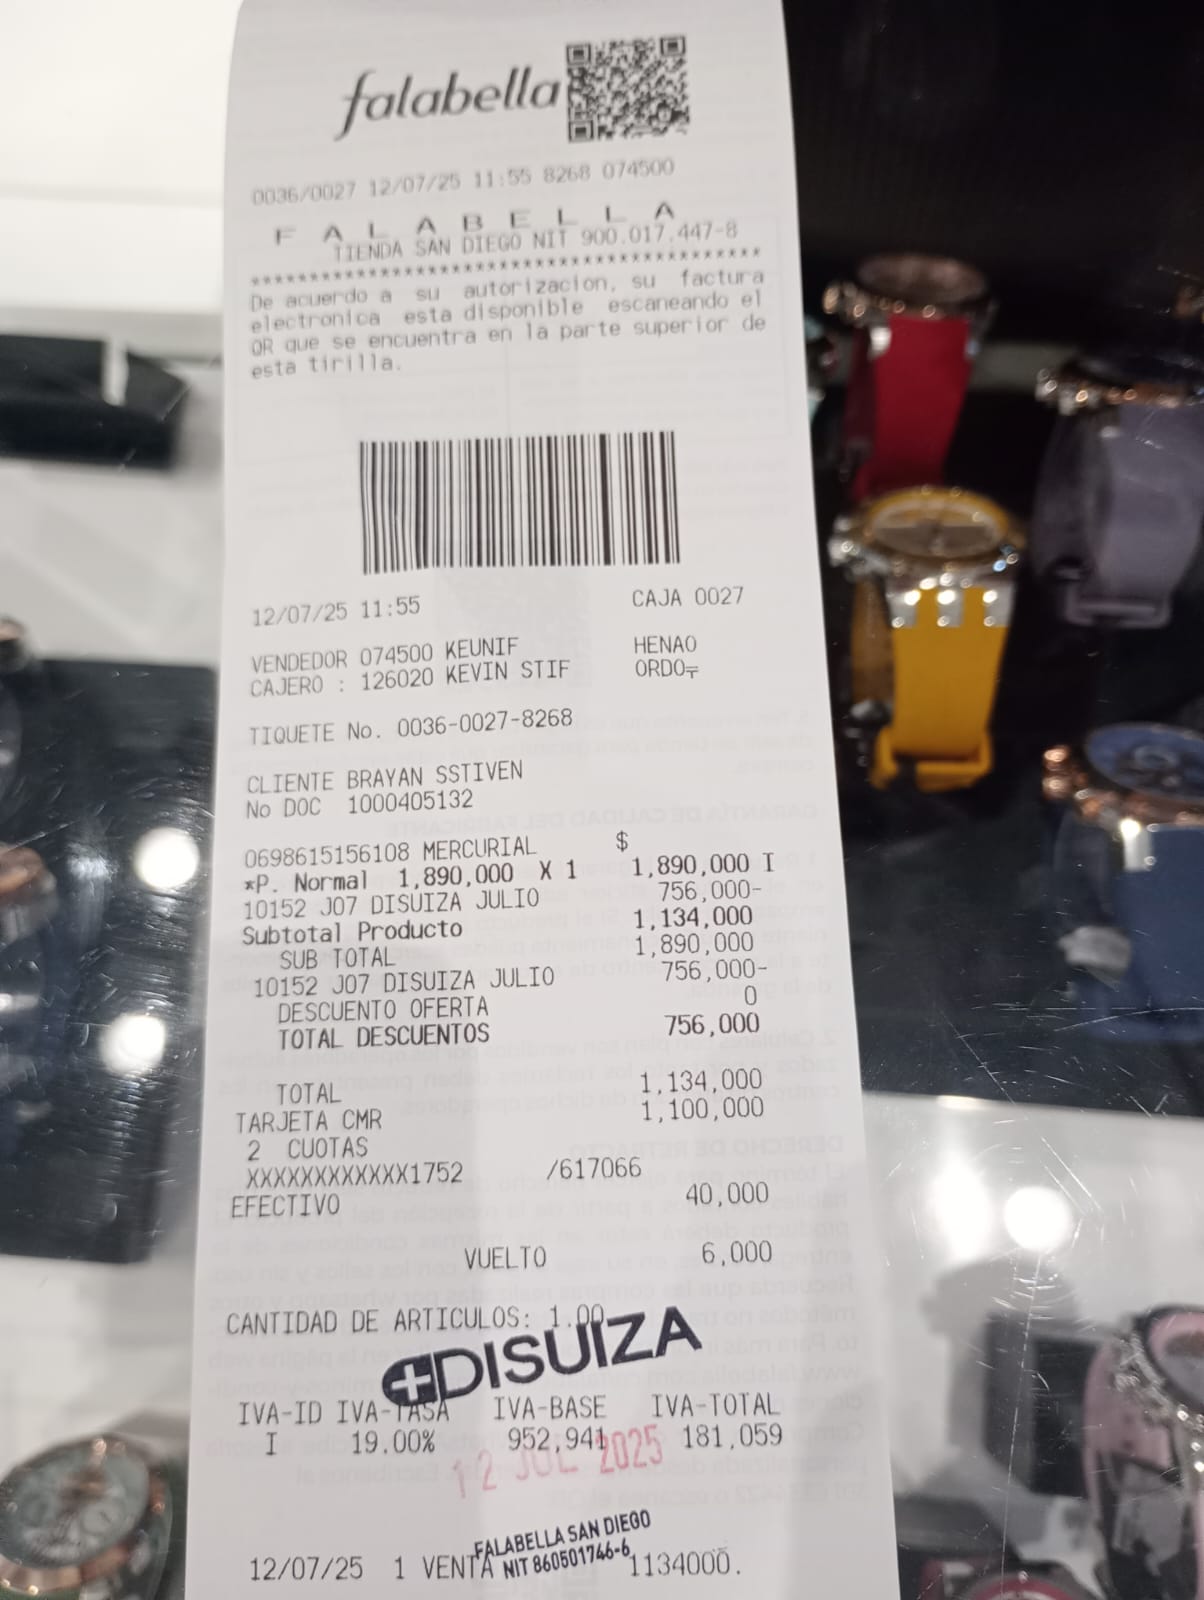 falabella
0036/0027 12/07/25 11:55 8268 074500
F A L A B E L L A
TIENDA SAN DIEGO NIT 900.017.447-8
******************************************
De acuerdo a su autorizacion, su factura
electronica esta disponible escaneando el
QR que se encuentra en la parte superior de
esta tirilla.
12/07/25 11:55 CAJA 0027
VENDEDOR 074500 KEUNIF HENAO
CAJERO : 126020 KEVIN STIF ORDO
TIQUETE No. 0036-0027-8268
CLIENTE BRAYAN SSTIVEN
No DOC 1000405132
0698615156108 MERCURIAL $
*P. Normal 1,890,000 X 1 1,890,000 I
10152 J07 DISUIZA JULIO 756,000-
Subtotal Producto 1,134,000
SUB TOTAL 1,890,000
10152 J07 DISUIZA JULIO 756,000-
DESCUENTO OFERTA 0
TOTAL DESCUENTOS 756,000
TOTAL 1,134,000
TARJETA CMR 1,100,000
2 CUOTAS
XXXXXXXXXXXX1752 /617066
EFECTIVO 40,000
VUELTO 6,000
CANTIDAD DE ARTICULOS: 1.00
DISUIZA
IVA-ID IVA-TASA IVA-BASE IVA-TOTAL
I 19.00% 952,941 181,059
12 JUL 2025
FALABELLA SAN DIEGO
NIT 860501746-6
12/07/25 1 VENTA 1134000.